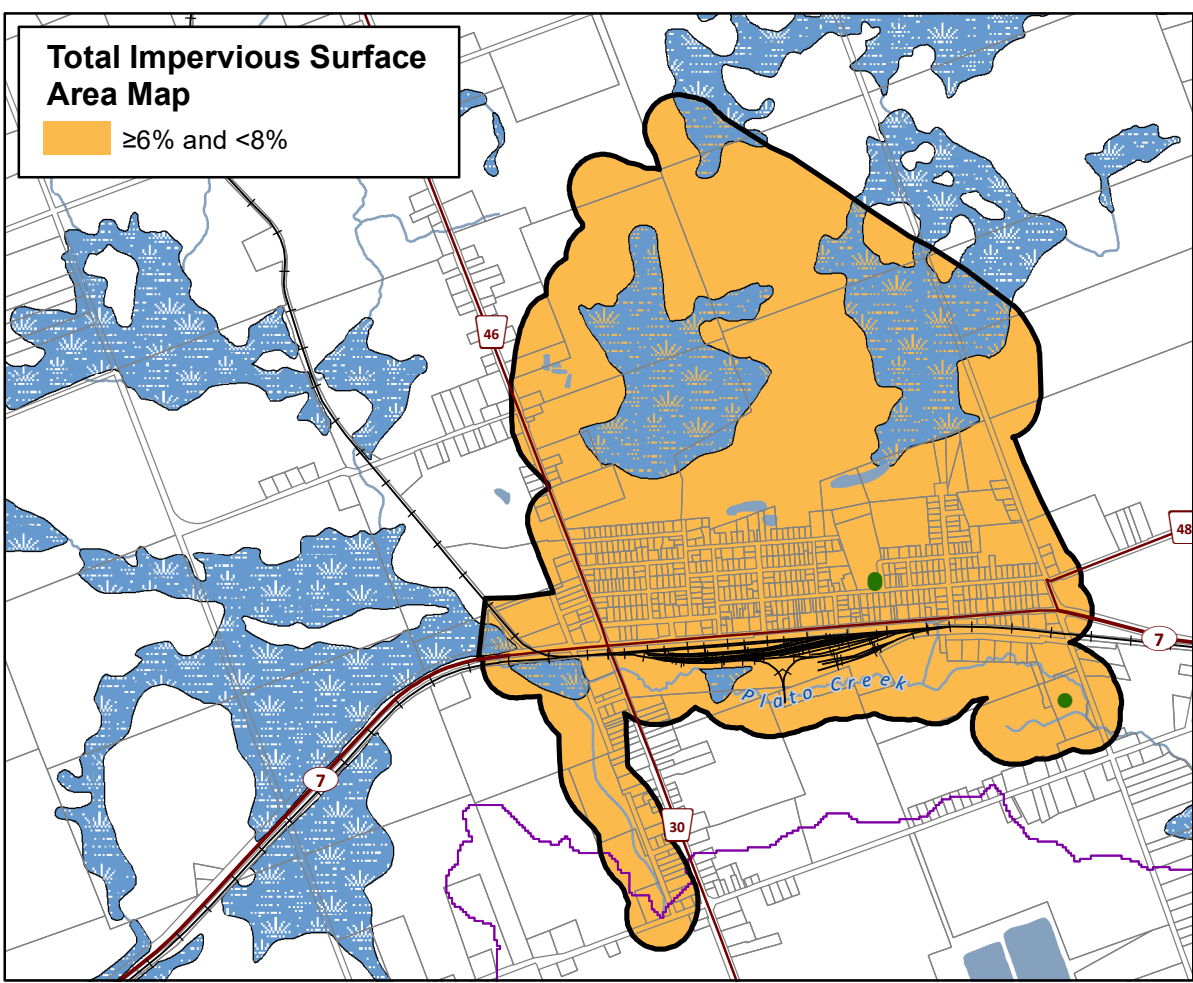 Total Impervious Surface
Area Map
≥6% and <8%
46
48
7
Plato Creek
7
30